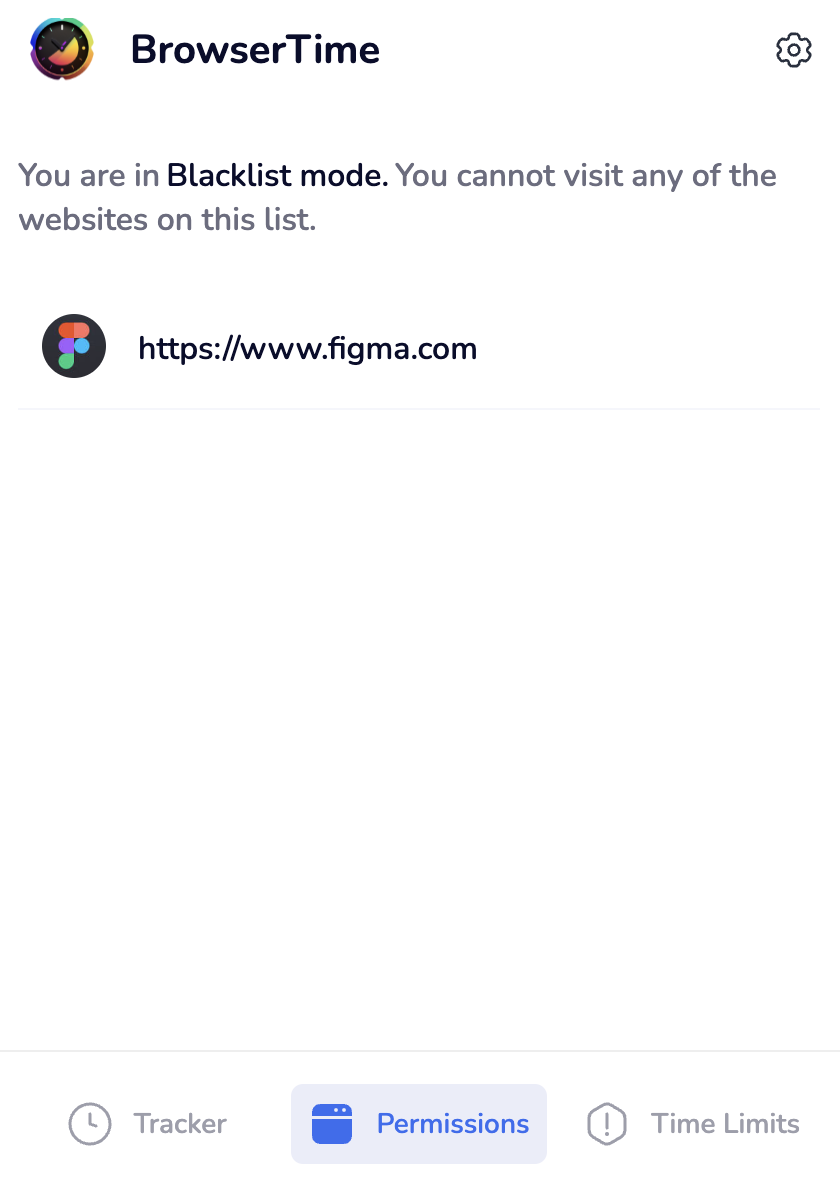 BrowserTime
You are in Blacklist mode. You cannot visit any of the
websites on this list.
https://www.figma.com
Tracker
Permissions
Time Limits